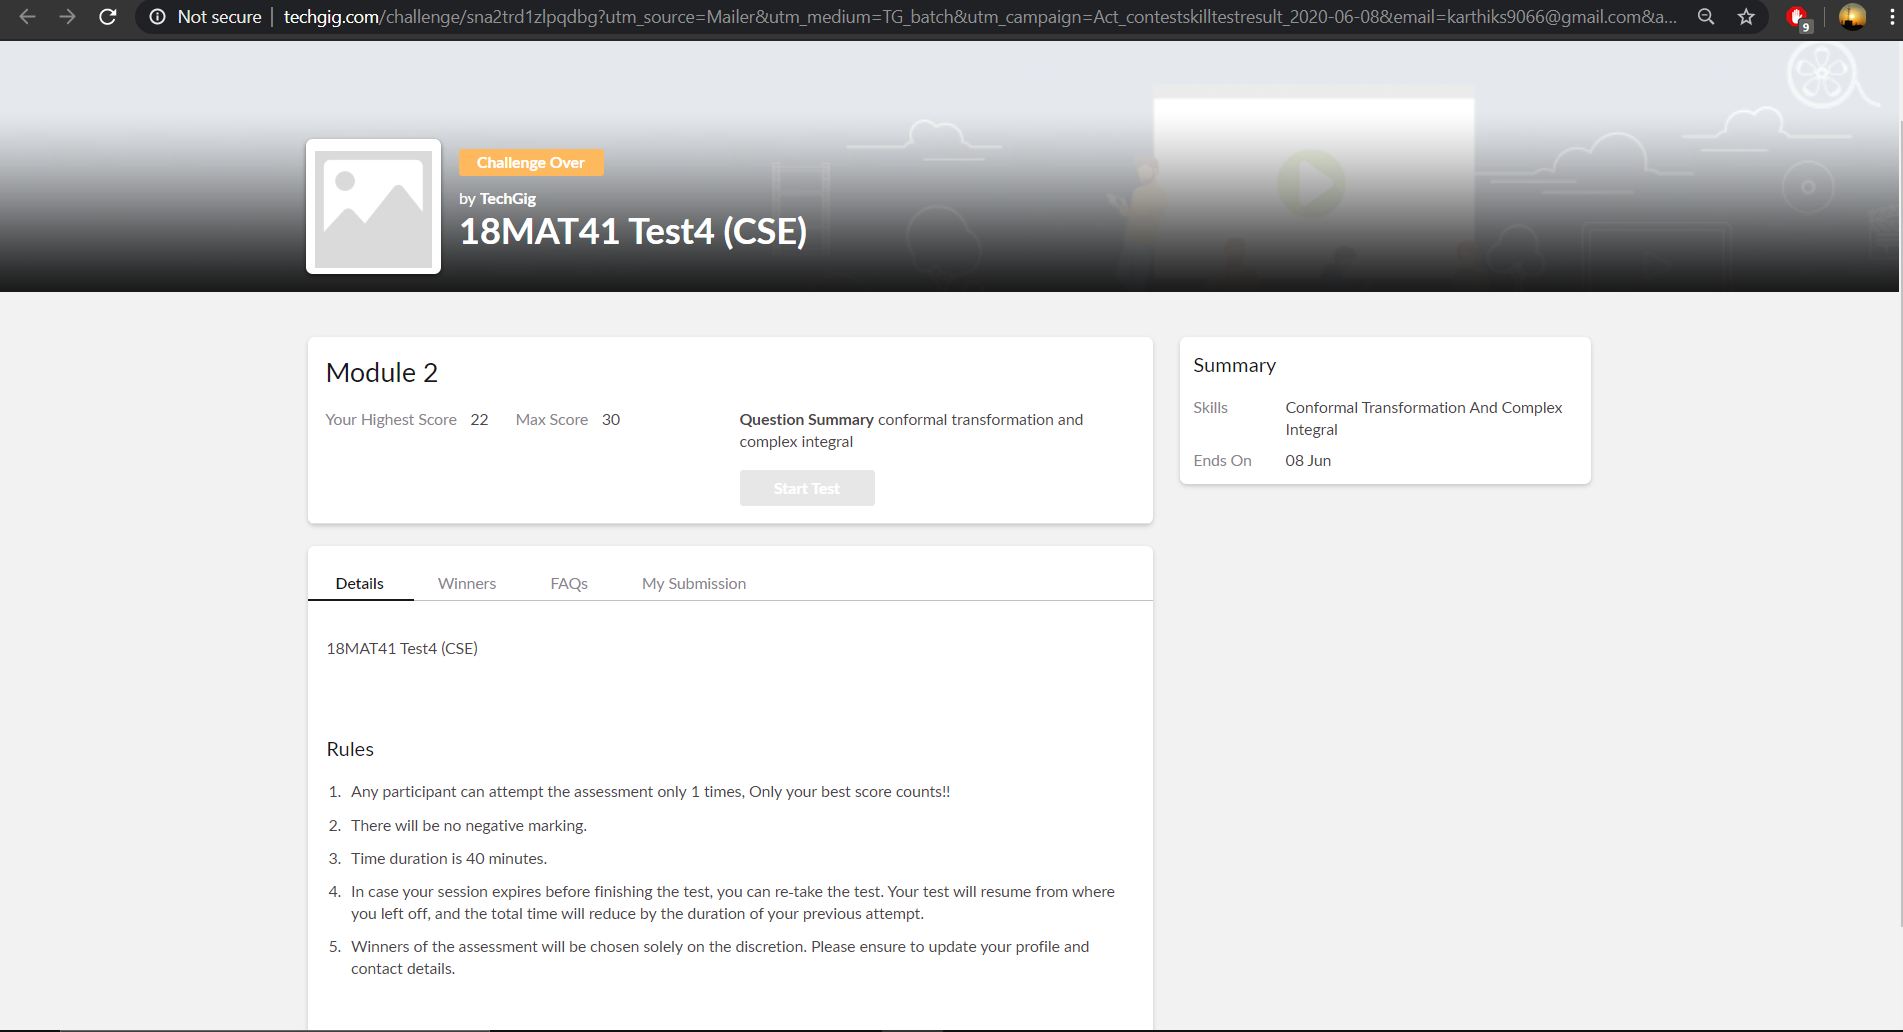 Not secure | techgig.com/challenge/sna2trd1zlpqdbg?utm_source=Mailer&utm_medium=TG_batch&utm_campaign=Act_contestskilltestresult_2020-06-08&email=karthiks9066@gmail.com&a...
9
Challenge Over
by TechGig
18MAT41 Test4 (CSE)
Module 2
Your Highest Score 22 Max Score 30
Question Summary conformal transformation and
complex integral
Start Test
Summary
Skills Conformal Transformation And Complex
Integral
Ends On 08 Jun
Details Winners FAQs My Submission
18MAT41 Test4 (CSE)
Rules
1. Any participant can attempt the assessment only 1 times, Only your best score counts!!
2. There will be no negative marking.
3. Time duration is 40 minutes.
4. In case your session expires before finishing the test, you can re-take the test. Your test will resume from where
you left off, and the total time will reduce by the duration of your previous attempt.
5. Winners of the assessment will be chosen solely on the discretion. Please ensure to update your profile and
contact details.